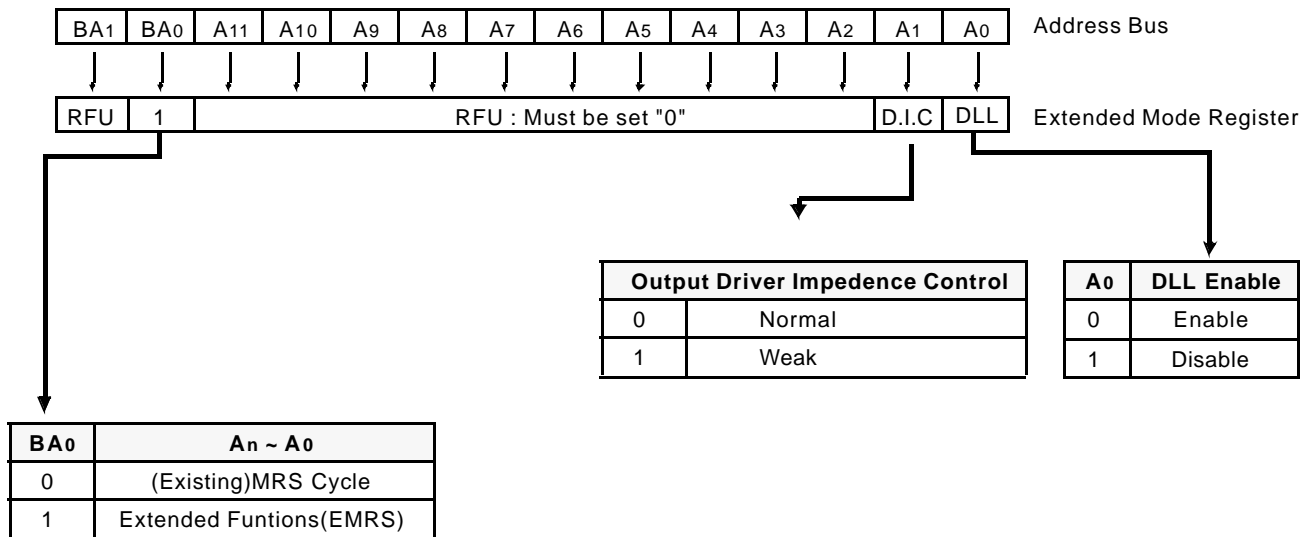 BA1 BA0 A11 A10 A9 A8 A7 A6 A5 A4 A3 A2 A1 A0 Address Bus
RFU 1 RFU : Must be set "0" D.I.C DLL Extended Mode Register
Output Driver Impedence Control
0 Normal
1 Weak
A0 DLL Enable
0 Enable
1 Disable
BA0 An ~ A0
0 (Existing)MRS Cycle
1 Extended Funtions(EMRS)